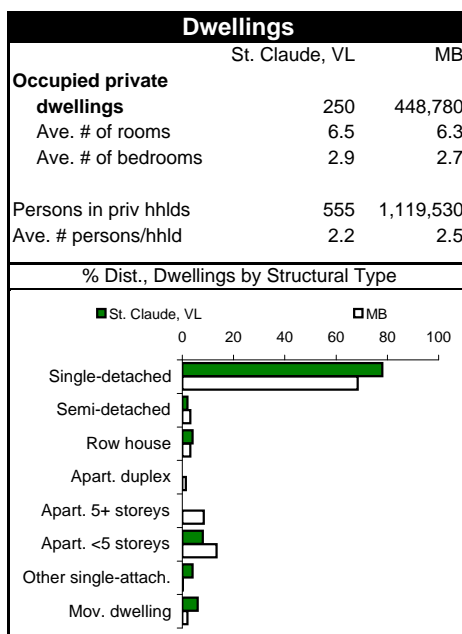 Dwellings
St. Claude, VL MB
Occupied private
dwellings 250 448,780
Ave. # of rooms 6.5 6.3
Ave. # of bedrooms 2.9 2.7
Persons in priv hhlds 555 1,119,530
Ave. # persons/hhld 2.2 2.5
% Dist., Dwellings by Structural Type
St. Claude, VL MB
0 20 40 60 80 100
Single-detached
Semi-detached
Row house
Apart. duplex
Apart. 5+ storeys
Apart. <5 storeys
Other single-attach.
Mov. dwelling